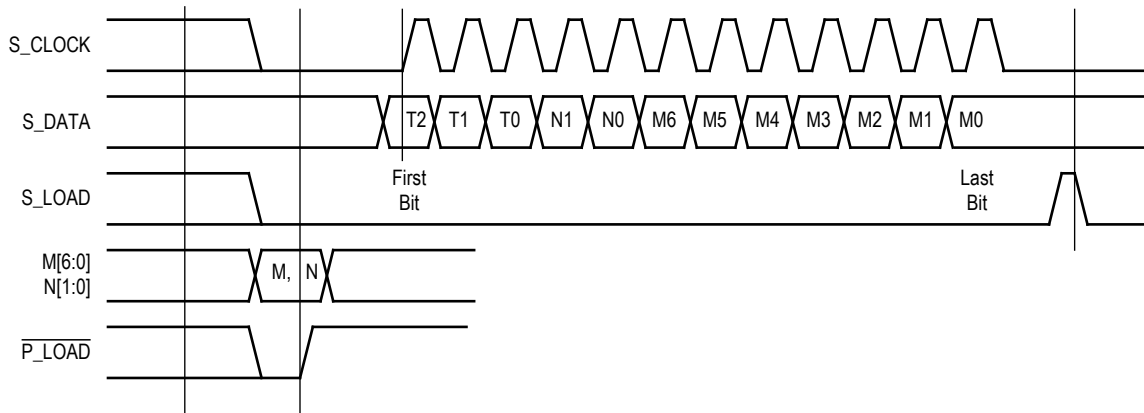 S_CLOCK
S_DATA
T2 T1 T0 N1 N0 M6 M5 M4 M3 M2 M1 M0
S_LOAD
First
Bit
Last
Bit
M[6:0]
N[1:0]
M, N
P_LOAD